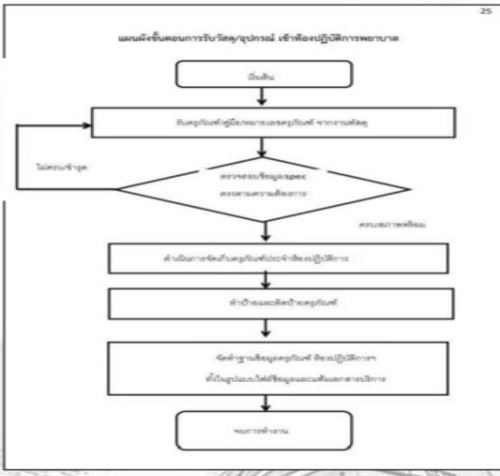 25
แผนผังขั้นตอนการรับวัสดุ/อุปกรณ์ เข้าห้องปฏิบัติการพยาบาล
เริ่มต้น
รับครุภัณฑ์/คู่มือ/หมายเลขครุภัณฑ์ จากงานพัสดุ
ไม่ครบ/ชำรุด
ตรวจสอบข้อมูล/spec
ตรงตามความต้องการ
ครบ/สภาพพร้อม
ดำเนินการจัดเก็บครุภัณฑ์ประจำห้องปฏิบัติการ
ทำป้ายและติดป้ายครุภัณฑ์
จัดทำฐานข้อมูลครุภัณฑ์ ห้องปฏิบัติการฯ
ทั้งในรูปแบบไฟล์ข้อมูลและแฟ้มเอกสารบริการ
จบการทำงาน